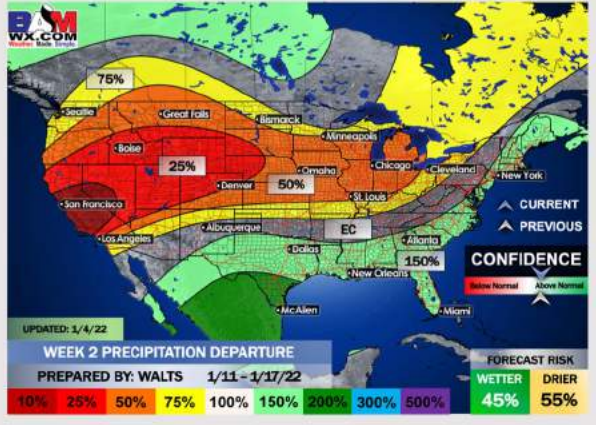 BAM
WX.COM
Weather. Made. Simple.
75%
Seattle
Great Falls
Bismarck
Minneapolis
Boise
25%
Omaha
Chicago
Cleveland
New York
Denver
50%
St. Louis
San Francisco
CURRENT
Los Angeles
Albuquerque
EC
Atlanta
PREVIOUS
Dallas
150%
CONFIDENCE
New Orleans
Below Normal
Above Normal
McAllen
Miami
UPDATED: 1/4/22
WEEK 2 PRECIPITATION DEPARTURE
PREPARED BY: WALTS 1/11 - 1/17/22
FORECAST RISK
WETTER DRIER
45% 55%
10% 25% 50% 75% 100% 150% 200% 300% 500%